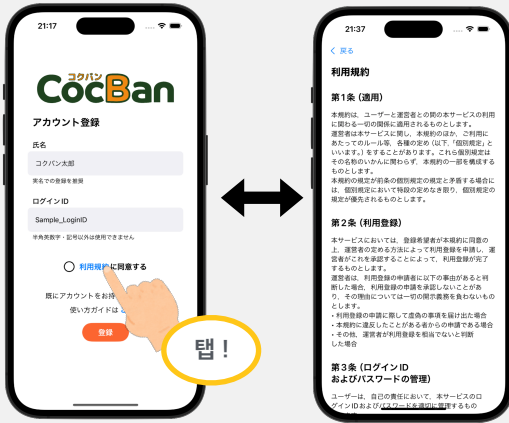 21:17
コクバン
CocBan
アカウント登録
氏名
コクバン太郎
実名での登録を推奨
ログインID
Sample_LoginID
半角英数字・記号以外は使用できません
利用規約に同意する
既にアカウントをお持
使い方ガイドは
登録
탭 !
21:37
戻る
利用規約
第1条 (適用)
本規約は、ユーザーと運営者との間の本サービスの利用
に関わる一切の関係に適用されるものとします。
運営者は本サービスに関し、本規約のほか、ご利用に
あたってのルール等、各種の定め (以下,「個別規定」と
いいます。) をすることがあります。これら個別規定は
その名称のいかんに関わらず、本規約の一部を構成する
ものとします。
本規約の規定が前条の個別規定の規定と矛盾する場合に
は、個別規定において特段の定めなき限り、個別規定の
規定が優先されるものとします。
第2条 (利用登録)
本サービスにおいては、登録希望者が本規約に同意の
上、運営者の定める方法によって利用登録を申請し、運
営者がこれを承認することによって、利用登録が完了
するものとします。
運営者は、利用登録の申請者に以下の事由があると判
断した場合、利用登録の申請を承認しないことがあ
り、その理由については一切の開示義務を負わないもの
とします。
・利用登録の申請に際して虚偽の事項を届け出た場合
・本規約に違反したことがある者からの申請である場合
・その他、運営者が利用登録を相当でないと判断
した場合
第3条 (ログインID
およびパスワードの管理)
ユーザーは、自己の責任において、本サービスのロ
グインIDおよびパスワードを適切に管理するもの